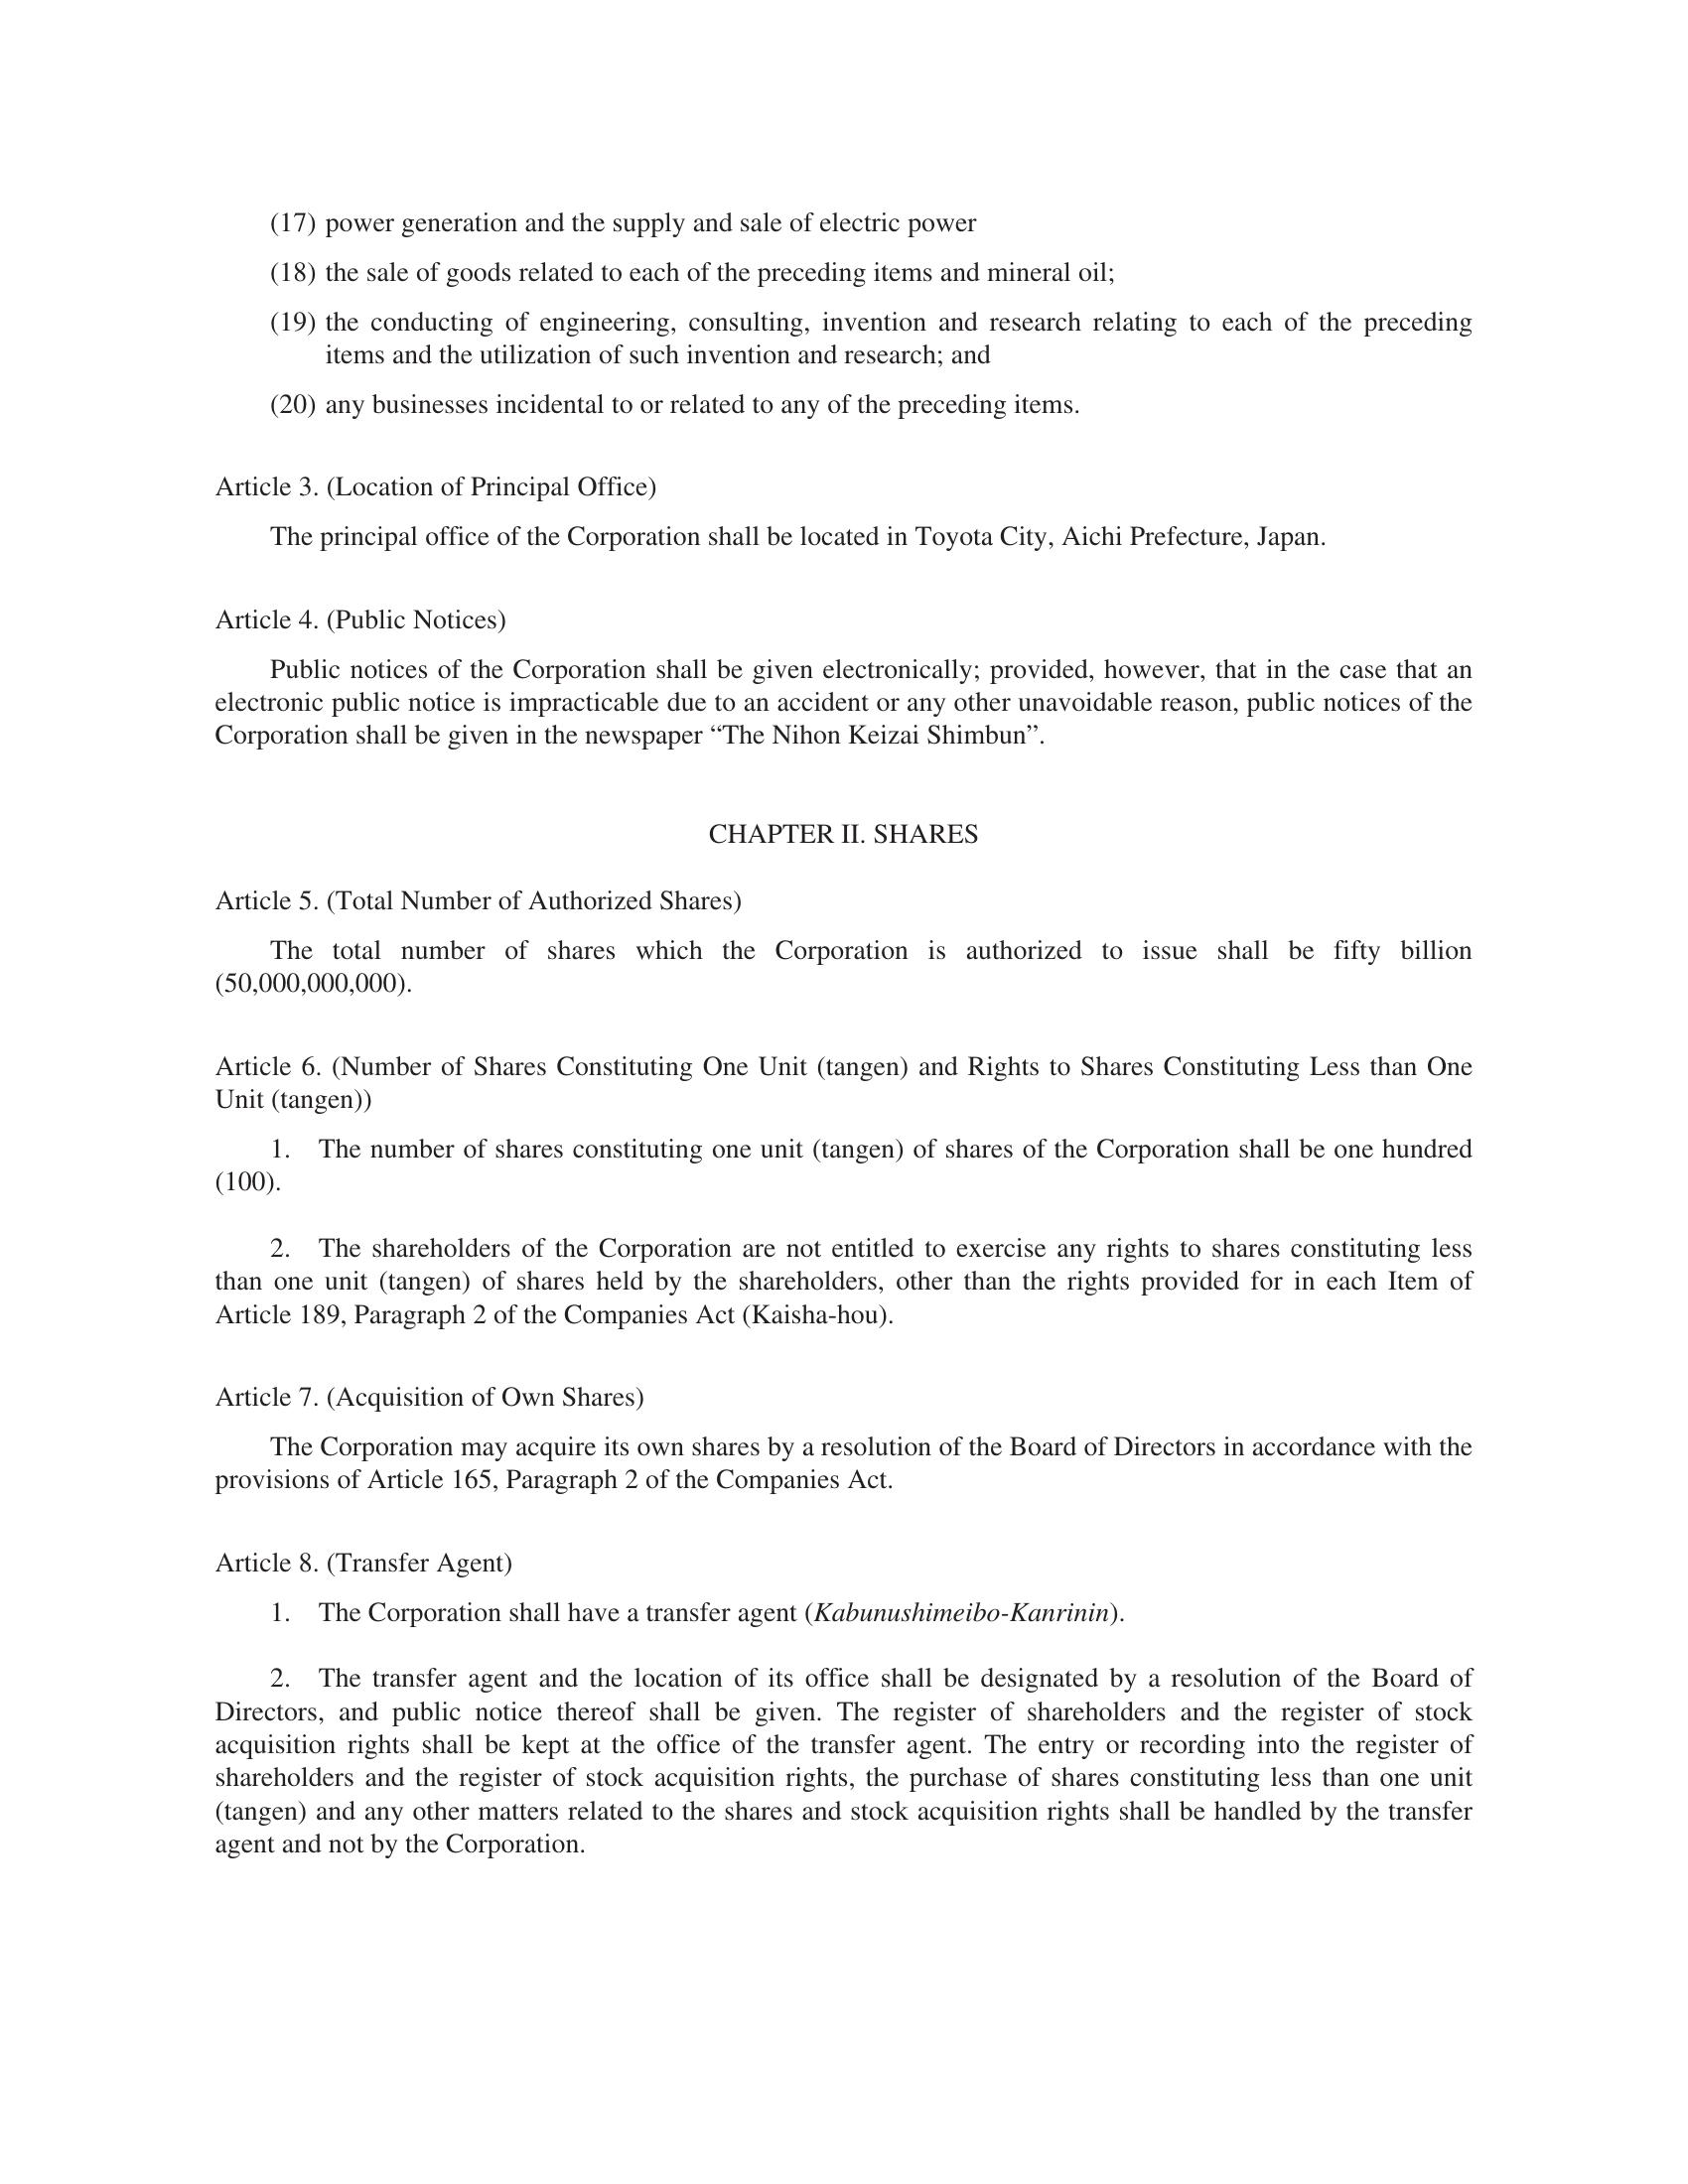 (17) power generation and the supply and sale of electric power
(18) the sale of goods related to each of the preceding items and mineral oil;
(19) the conducting of engineering, consulting, invention and research relating to each of the preceding
items and the utilization of such invention and research; and
(20) any businesses incidental to or related to any of the preceding items.
Article 3. (Location of Principal Office)
The principal office of the Corporation shall be located in Toyota City, Aichi Prefecture, Japan.
Article 4. (Public Notices)
Public notices of the Corporation shall be given electronically; provided, however, that in the case that an
electronic public notice is impracticable due to an accident or any other unavoidable reason, public notices of the
Corporation shall be given in the newspaper “The Nihon Keizai Shimbun”.
CHAPTER II. SHARES
Article 5. (Total Number of Authorized Shares)
The total number of shares which the Corporation is authorized to issue shall be fifty billion
(50,000,000,000).
Article 6. (Number of Shares Constituting One Unit (tangen) and Rights to Shares Constituting Less than One
Unit (tangen))
1. The number of shares constituting one unit (tangen) of shares of the Corporation shall be one hundred
(100).
2. The shareholders of the Corporation are not entitled to exercise any rights to shares constituting less
than one unit (tangen) of shares held by the shareholders, other than the rights provided for in each Item of
Article 189, Paragraph 2 of the Companies Act (Kaisha-hou).
Article 7. (Acquisition of Own Shares)
The Corporation may acquire its own shares by a resolution of the Board of Directors in accordance with the
provisions of Article 165, Paragraph 2 of the Companies Act.
Article 8. (Transfer Agent)
1. The Corporation shall have a transfer agent (Kabunushimeibo-Kanrinin).
2. The transfer agent and the location of its office shall be designated by a resolution of the Board of
Directors, and public notice thereof shall be given. The register of shareholders and the register of stock
acquisition rights shall be kept at the office of the transfer agent. The entry or recording into the register of
shareholders and the register of stock acquisition rights, the purchase of shares constituting less than one unit
(tangen) and any other matters related to the shares and stock acquisition rights shall be handled by the transfer
agent and not by the Corporation.